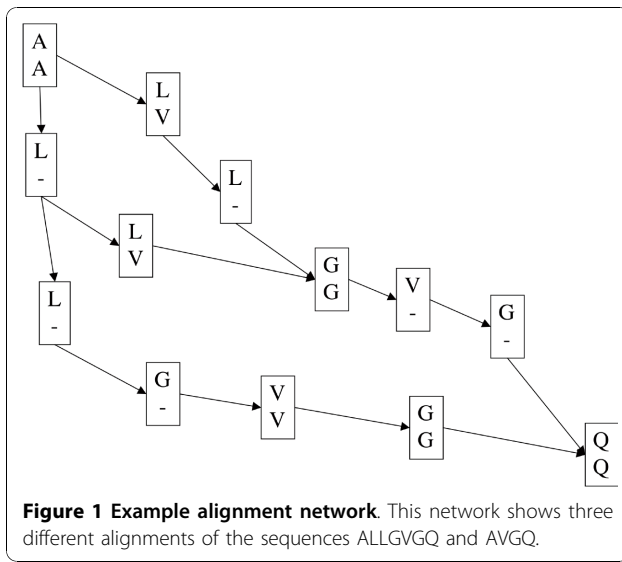 A
A
L
V
L
-
L
-
L
V
G
G
V
-
G
-
L
-
G
-
V
V
G
G
Q
Q
Figure 1 Example alignment network. This network shows three
different alignments of the sequences ALLGVGQ and AVGQ.